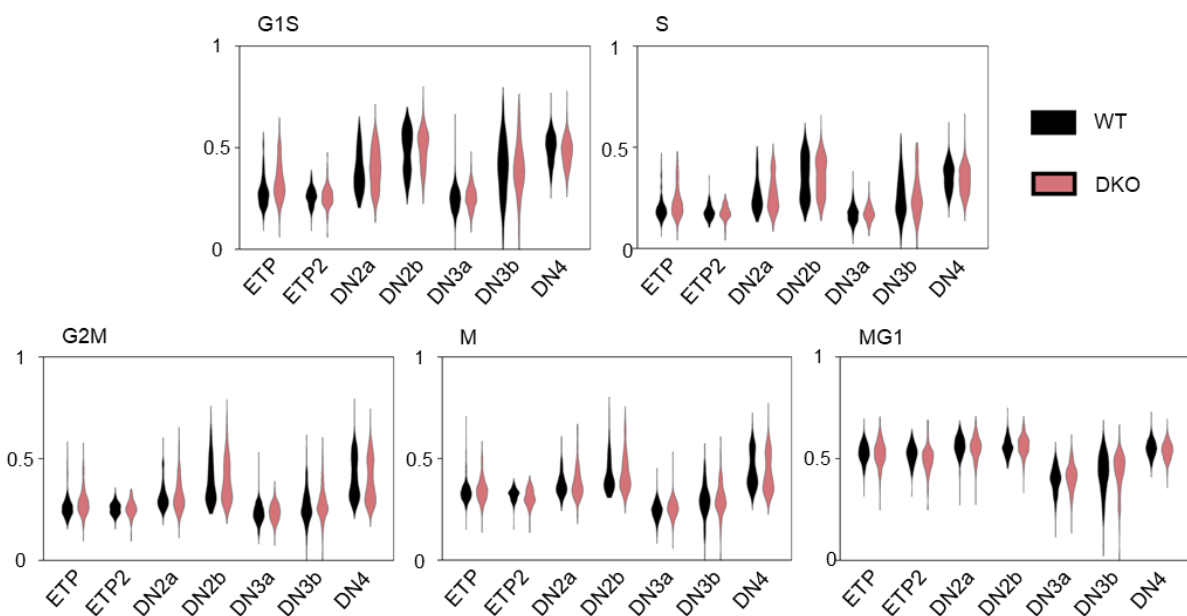 G1S
1
0.5
0
ETP
ETP2
DN2a
DN2b
DN3a
DN3b
DN4
S
1
0.5
0
ETP
ETP2
DN2a
DN2b
DN3a
DN3b
DN4
WT
DKO
G2M
1
0.5
0
ETP
ETP2
DN2a
DN2b
DN3a
DN3b
DN4
M
1
0.5
0
ETP
ETP2
DN2a
DN2b
DN3a
DN3b
DN4
MG1
1
0.5
0
ETP
ETP2
DN2a
DN2b
DN3a
DN3b
DN4